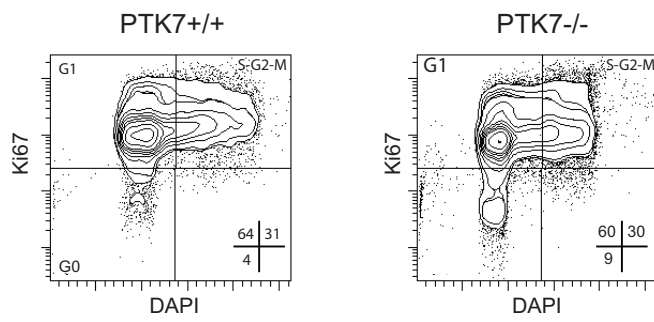 PTK7+/+
G1
S-G2-M
Ki67
64 31
4
G0
DAPI
PTK7-/-
G1
S-G2-M
Ki67
60 30
9
DAPI